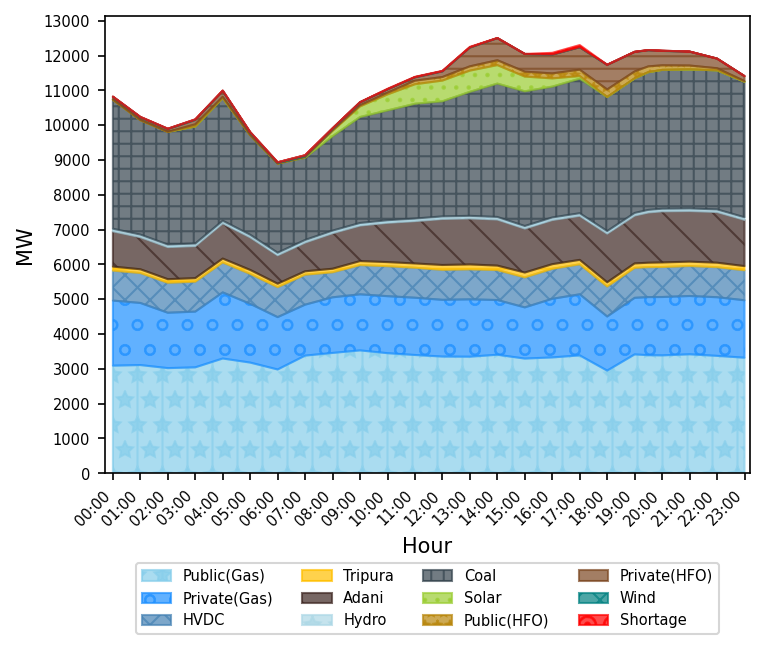 13000
12000
11000
10000
9000
8000
7000
6000
5000
4000
3000
2000
1000
0
MW
00:00 01:00 02:00 03:00 04:00 05:00 06:00 07:00 08:00 09:00 10:00 11:00 12:00 13:00 14:00 15:00 16:00 17:00 18:00 19:00 20:00 21:00 22:00 23:00
Hour
Public(Gas) Tripura Coal Private(HFO)
Private(Gas) Adani Solar Wind
HVDC Hydro Public(HFO) Shortage